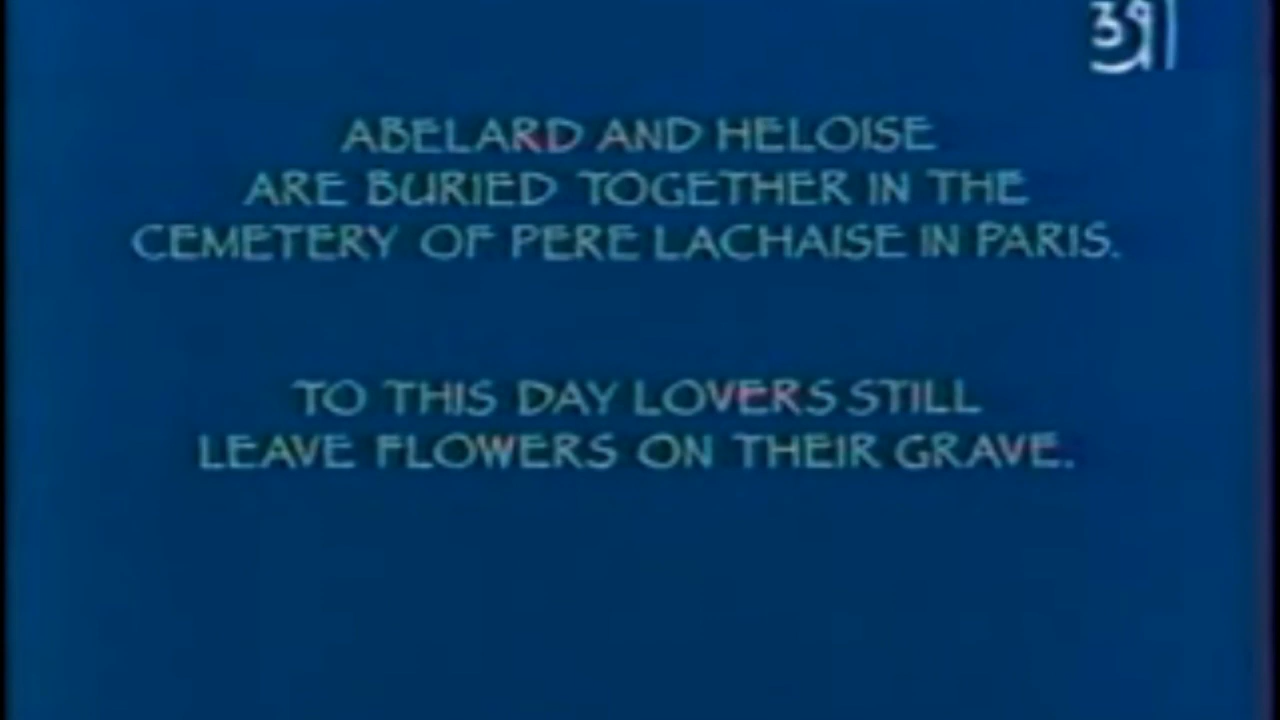 ABELARD AND HELOISE
ARE BURIED TOGETHER IN THE
CEMETERY OF PERE LACHAISE IN PARIS.
TO THIS DAY LOVERS STILL
LEAVE FLOWERS ON THEIR GRAVE.